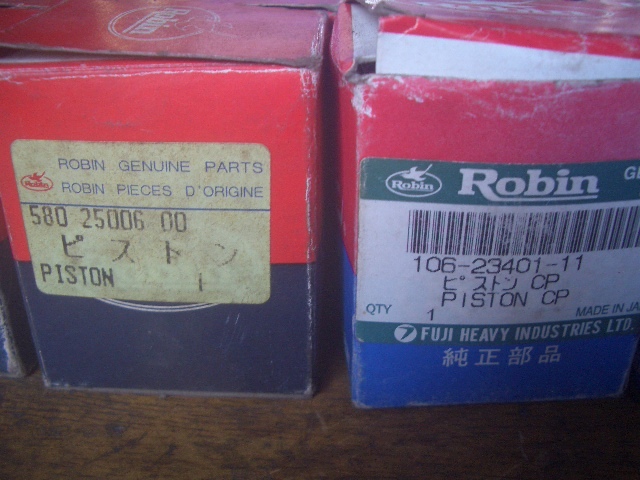 Robin
ROBIN GENUINE PARTS
Robin
ROBIN PIECES D'ORIGINE
580 25006 00
ピストン
PISTON 1
Robin
Robin
106-23401-11
ピストン CP
PISTON CP
QTY
1
MADE IN
FUJI HEAVY INDUSTRIES LTD
純正部品